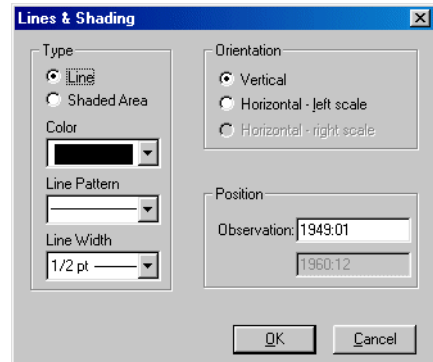 Lines & Shading
Type
Line
Shaded Area
Color
Line Pattern
Line Width
1/2 pt
Orientation
Vertical
Horizontal - left scale
Horizontal - right scale
Position
Observation: 1949:01
1960:12
OK
Cancel